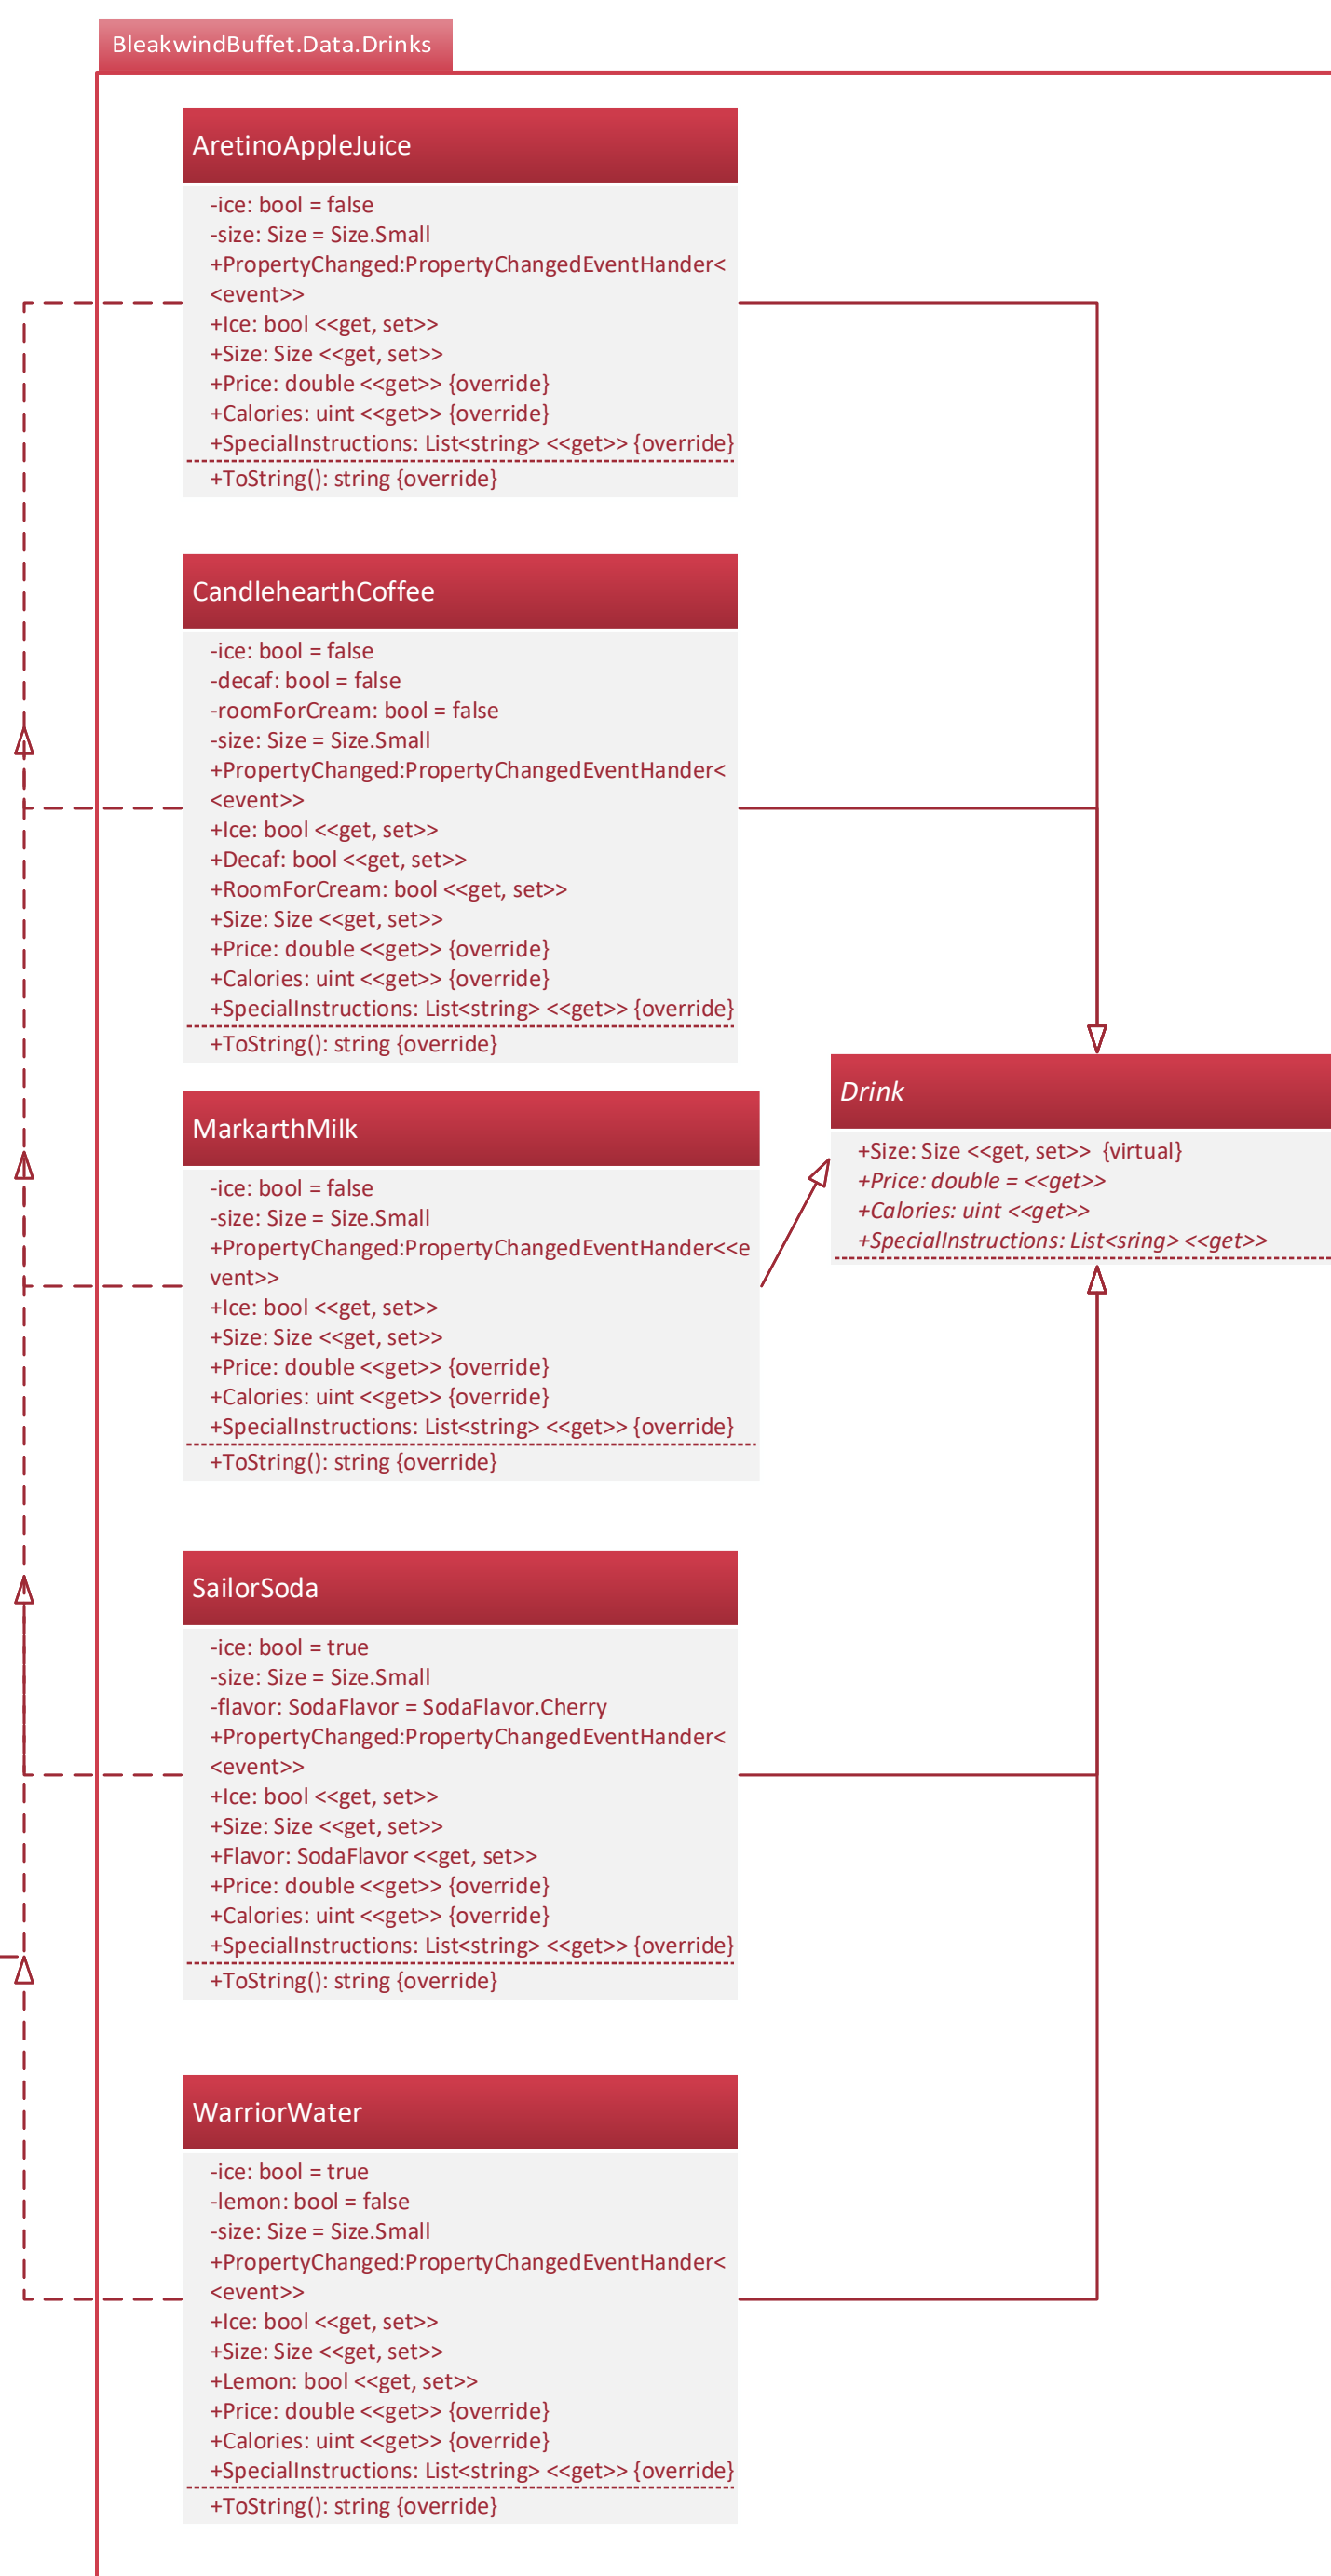 BleakwindBuffet.Data.Drinks
AretinoAppleJuice
-ice: bool = false
-size: Size = Size.Small
+PropertyChanged:PropertyChangedEventHander<
<event>>
+Ice: bool <<get, set>>
+Size: Size <<get, set>>
+Price: double <<get>> {override}
+Calories: uint <<get>> {override}
+SpecialInstructions: List<string> <<get>> {override}
+ToString(): string {override}
CandlehearthCoffee
-ice: bool = false
-decaf: bool = false
-roomForCream: bool = false
-size: Size = Size.Small
+PropertyChanged:PropertyChangedEventHander<
<event>>
+Ice: bool <<get, set>>
+Decaf: bool <<get, set>>
+RoomForCream: bool <<get, set>>
+Size: Size <<get, set>>
+Price: double <<get>> {override}
+Calories: uint <<get>> {override}
+SpecialInstructions: List<string> <<get>> {override}
+ToString(): string {override}
MarkarthMilk
-ice: bool = false
-size: Size = Size.Small
+PropertyChanged:PropertyChangedEventHander<<e
vent>>
+Ice: bool <<get, set>>
+Size: Size <<get, set>>
+Price: double <<get>> {override}
+Calories: uint <<get>> {override}
+SpecialInstructions: List<string> <<get>> {override}
+ToString(): string {override}
Drink
+Size: Size <<get, set>> {virtual}
+Price: double = <<get>>
+Calories: uint <<get>>
+SpecialInstructions: List<sring> <<get>>
SailorSoda
-ice: bool = true
-size: Size = Size.Small
-flavor: SodaFlavor = SodaFlavor.Cherry
+PropertyChanged:PropertyChangedEventHander<
<event>>
+Ice: bool <<get, set>>
+Size: Size <<get, set>>
+Flavor: SodaFlavor <<get, set>>
+Price: double <<get>> {override}
+Calories: uint <<get>> {override}
+SpecialInstructions: List<string> <<get>> {override}
+ToString(): string {override}
WarriorWater
-ice: bool = true
-lemon: bool = false
-size: Size = Size.Small
+PropertyChanged:PropertyChangedEventHander<
<event>>
+Ice: bool <<get, set>>
+Size: Size <<get, set>>
+Lemon: bool <<get, set>>
+Price: double <<get>> {override}
+Calories: uint <<get>> {override}
+SpecialInstructions: List<string> <<get>> {override}
+ToString(): string {override}